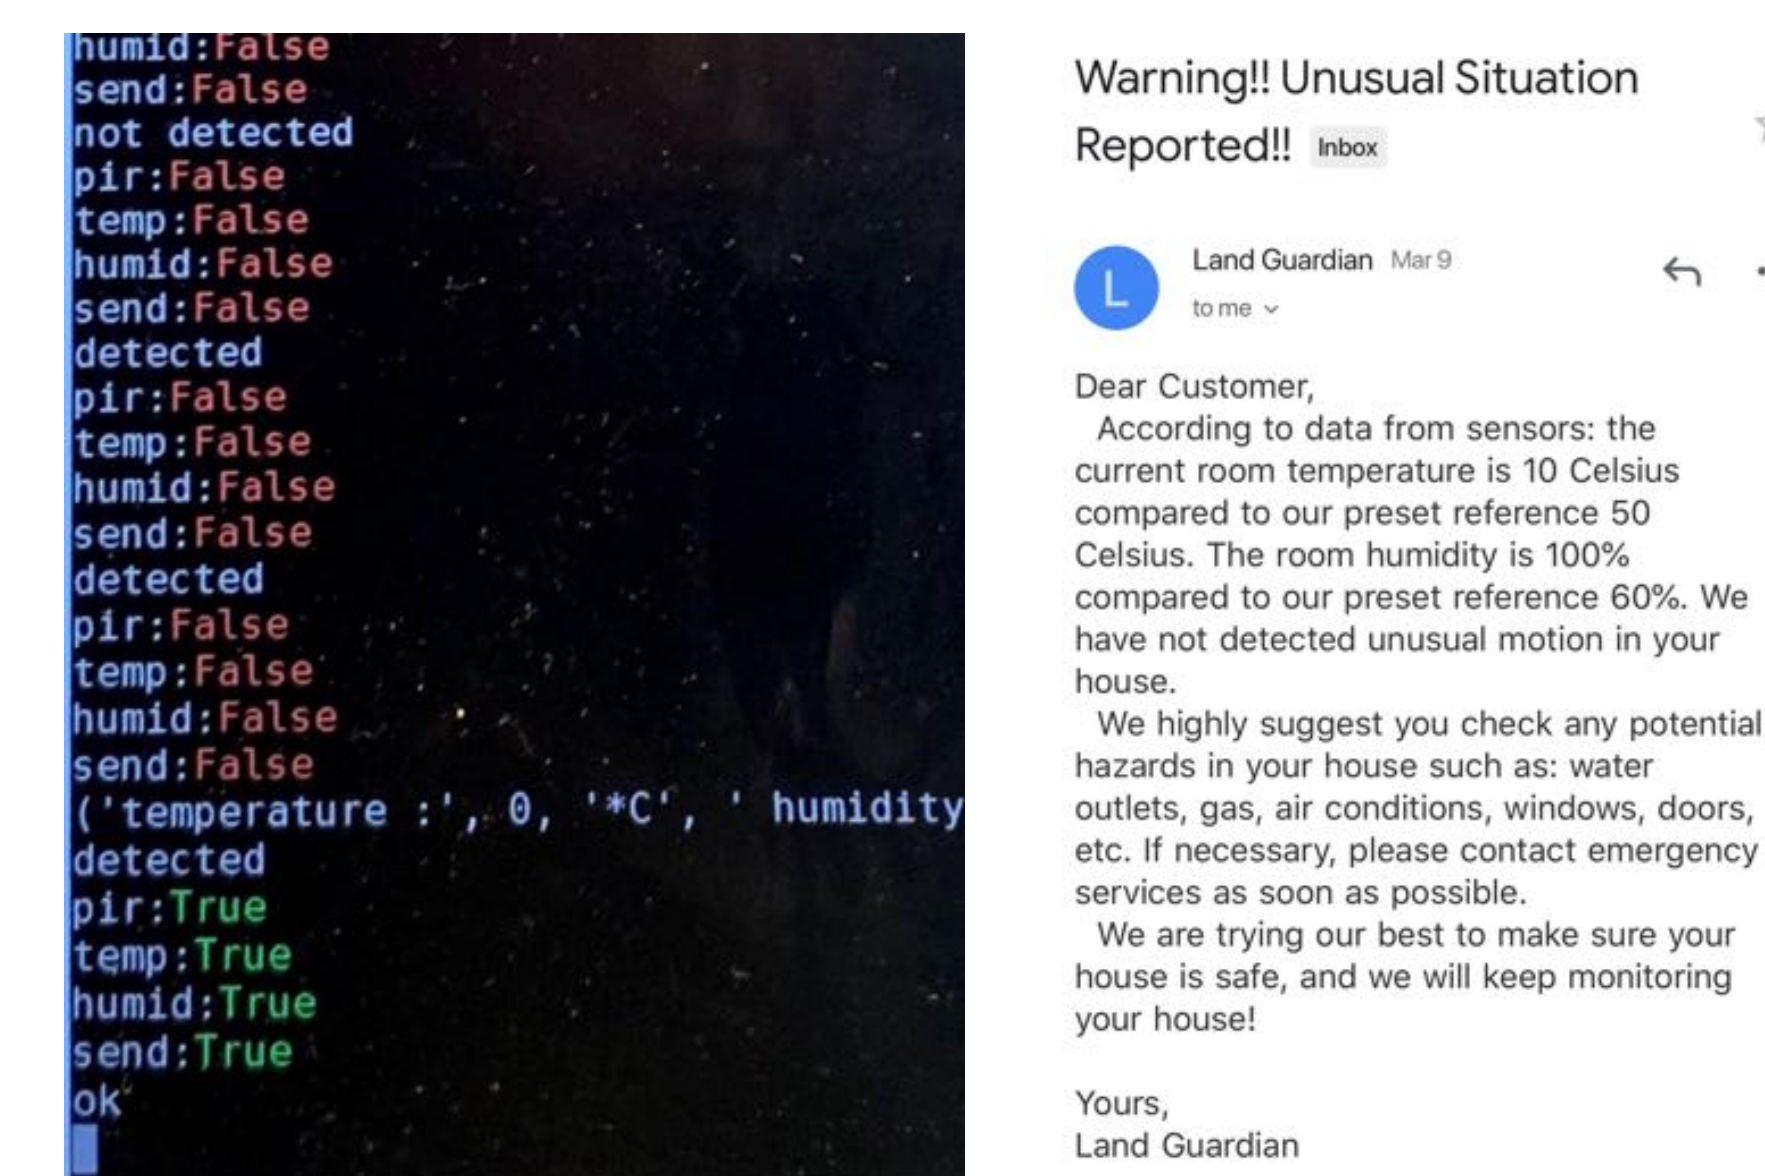 humid:False
send:False
not detected
pir:False
temp:False
humid:False
send:False
detected
pir:False
temp:False
humid:False
send:False
detected
pir:False
temp:False
humid:False
send:False
('temperature :', 0, '*C', ' humidity
detected
pir:True
temp:True
humid:True
send:True
ok
Warning!! Unusual Situation
Reported!! Inbox
L
Land Guardian Mar 9
to me
Dear Customer,
According to data from sensors: the
current room temperature is 10 Celsius
compared to our preset reference 50
Celsius. The room humidity is 100%
compared to our preset reference 60%. We
have not detected unusual motion in your
house.
We highly suggest you check any potential
hazards in your house such as: water
outlets, gas, air conditions, windows, doors,
etc. If necessary, please contact emergency
services as soon as possible.
We are trying our best to make sure your
house is safe, and we will keep monitoring
your house!
Yours,
Land Guardian